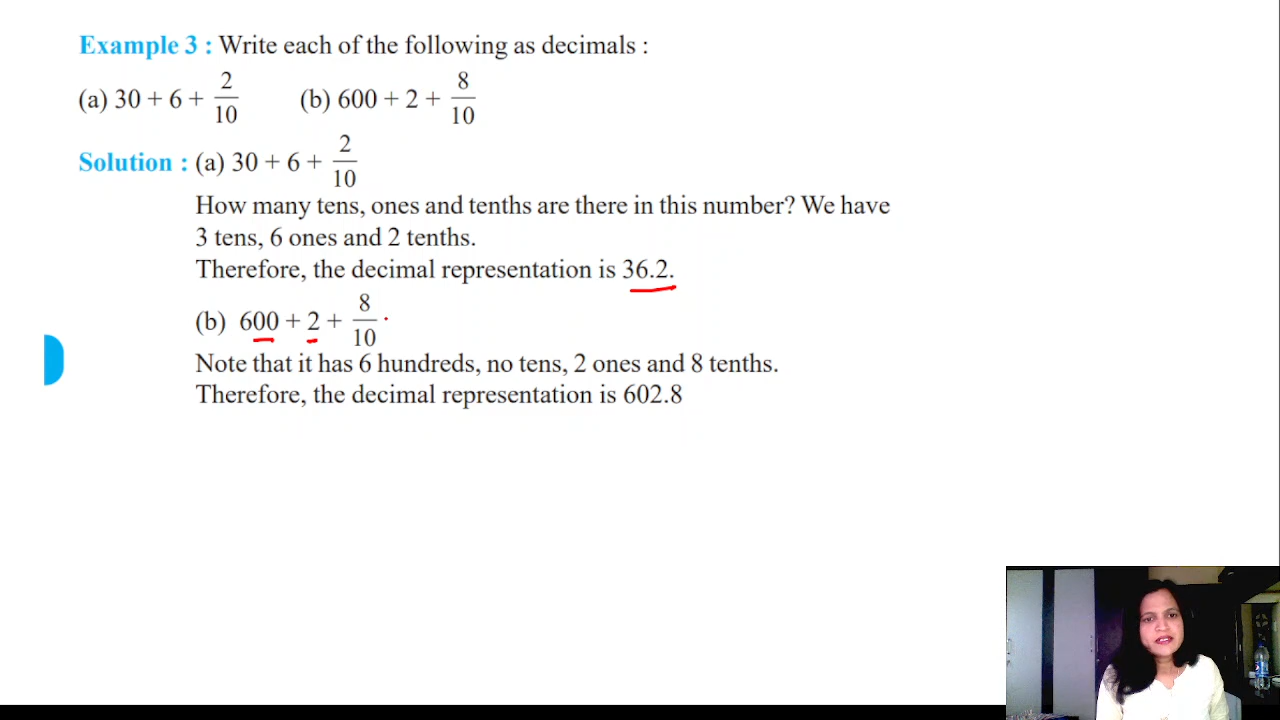 Example 3 : Write each of the following as decimals :
(a) 30 + 6 + 2/10 (b) 600 + 2 + 8/10
Solution : (a) 30 + 6 + 2/10
How many tens, ones and tenths are there in this number? We have
3 tens, 6 ones and 2 tenths.
Therefore, the decimal representation is 36.2.
(b) 600 + 2 + 8/10
Note that it has 6 hundreds, no tens, 2 ones and 8 tenths.
Therefore, the decimal representation is 602.8